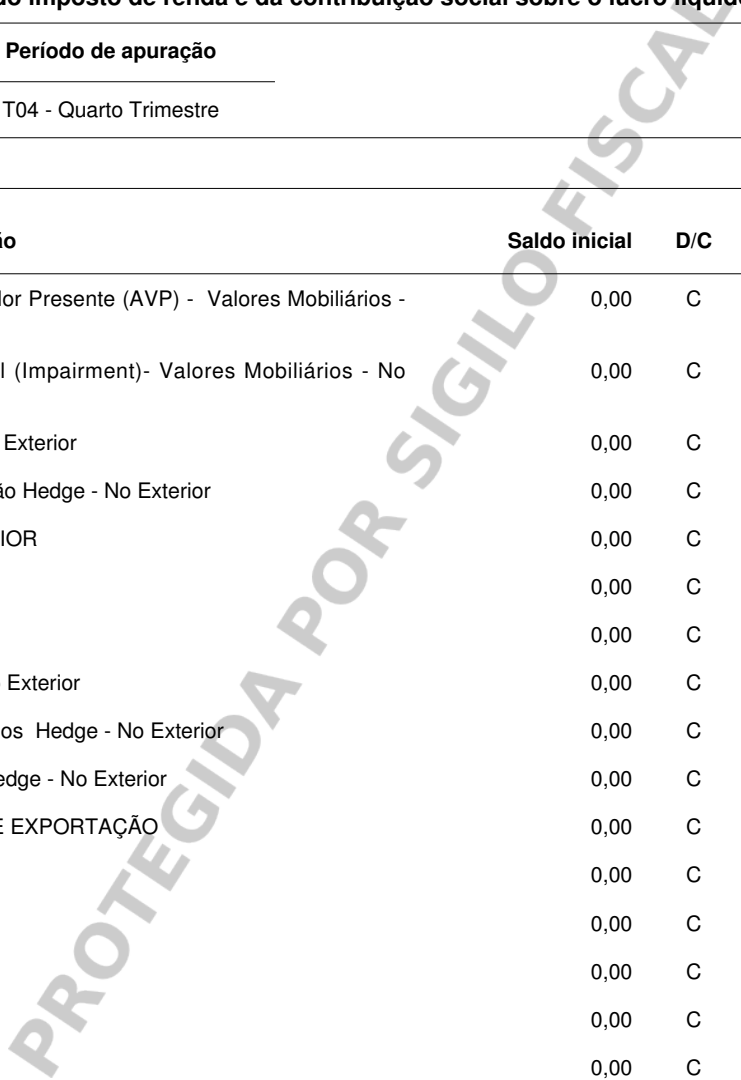 do imposto de renda e da contribuição social sobre o lucro líquido
Período de apuração
T04 - Quarto Trimestre
ão Saldo inicial D/C
lor Presente (AVP) - Valores Mobiliários - 0,00 C
l (Impairment)- Valores Mobiliários - No 0,00 C
Exterior 0,00 C
ão Hedge - No Exterior 0,00 C
IOR 0,00 C
0,00 C
0,00 C
Exterior 0,00 C
os Hedge - No Exterior 0,00 C
edge - No Exterior 0,00 C
E EXPORTAÇÃO 0,00 C
0,00 C
0,00 C
0,00 C
0,00 C
0,00 C
PROTEGIDA POR SIGILO FISCAL